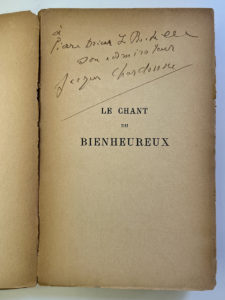 à
Pierre Drieu La Rochelle
son admirateur
Jacques Chardonne
LE CHANT
DU
BIENHEUREUX